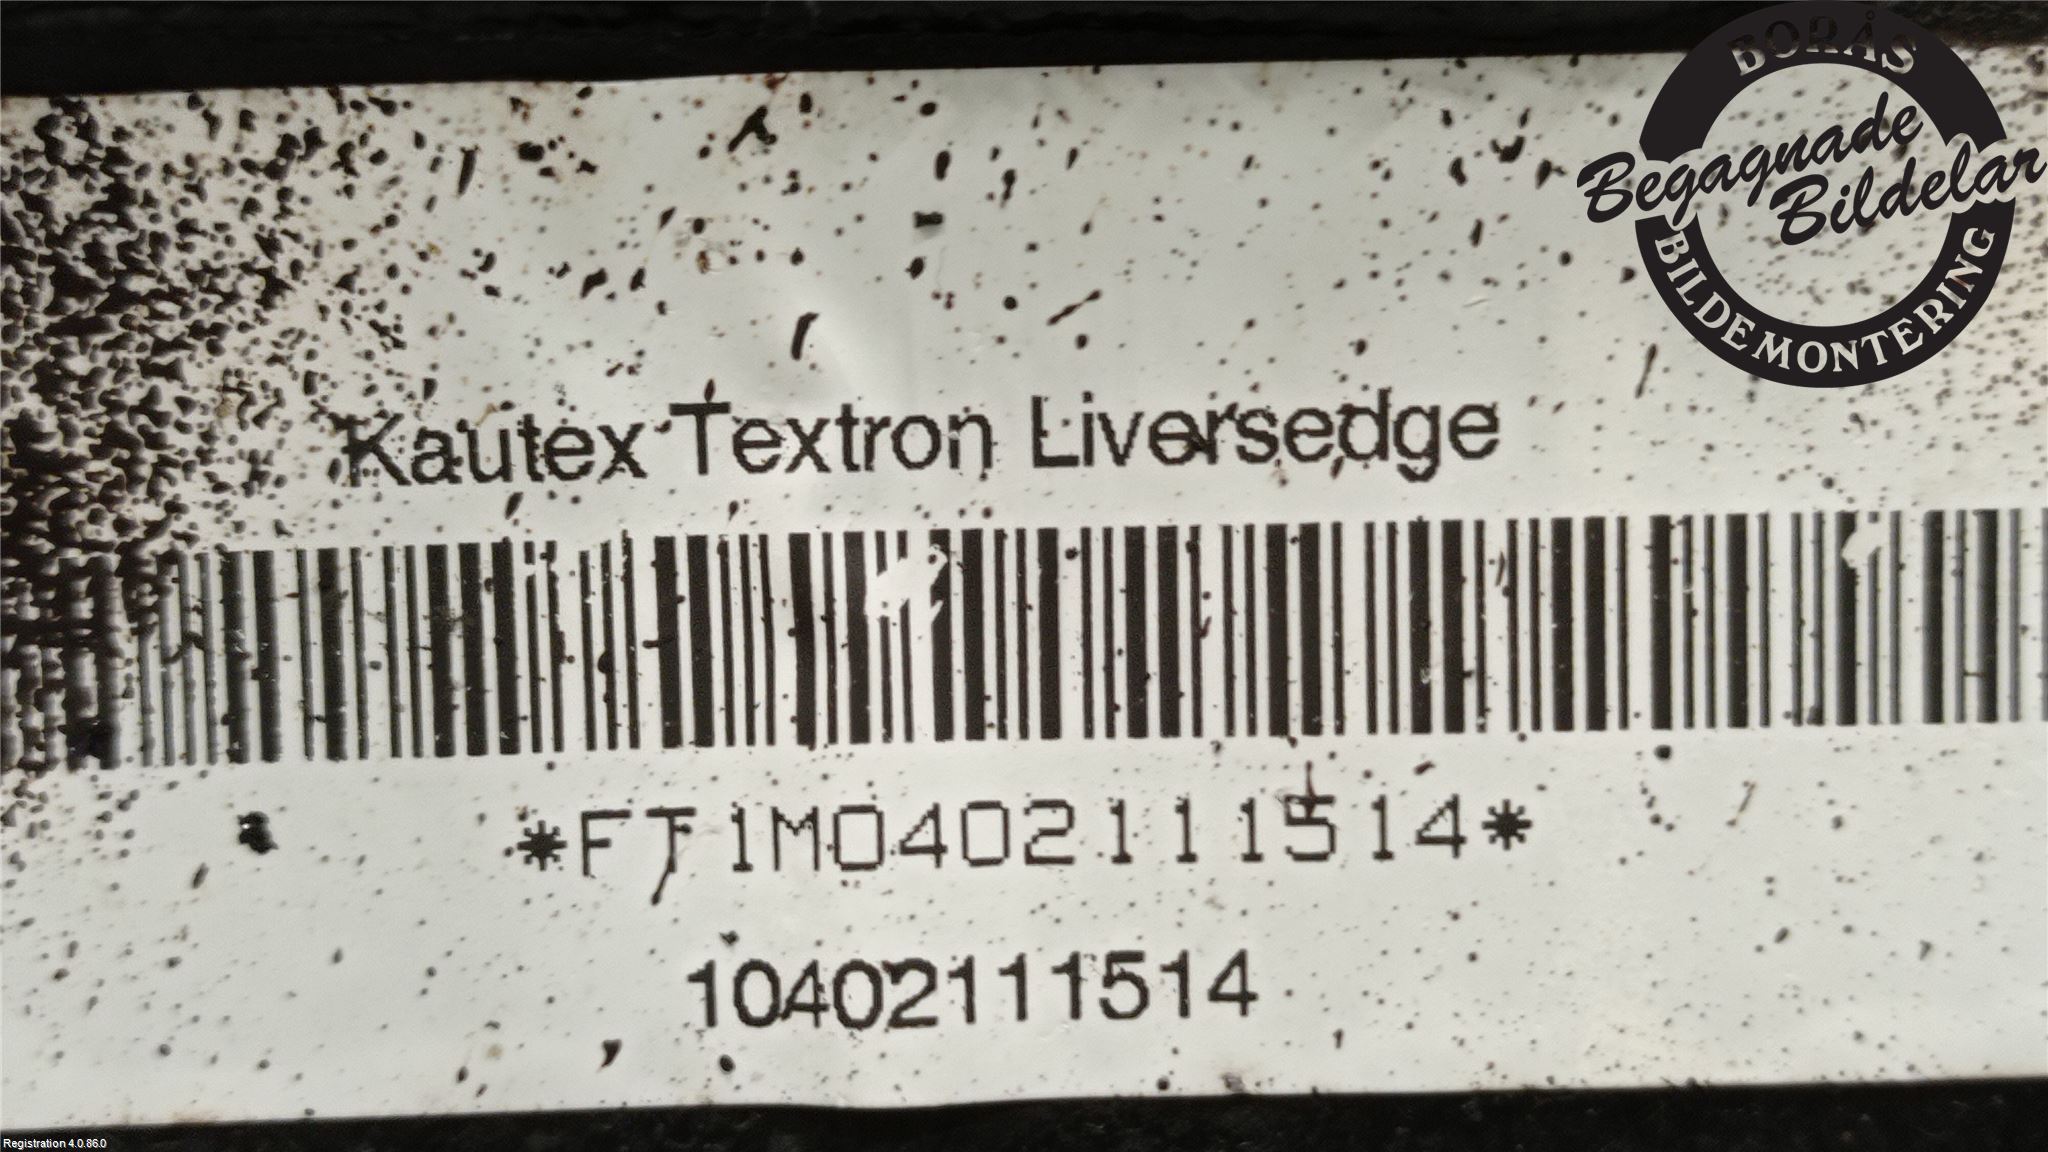 BORÅS
Begagnade
Bildelar
BILDEMONTERING
Kautex Textron Liversedge
*FT1M0402111514*
10402111514
Registration 4.0.86.0